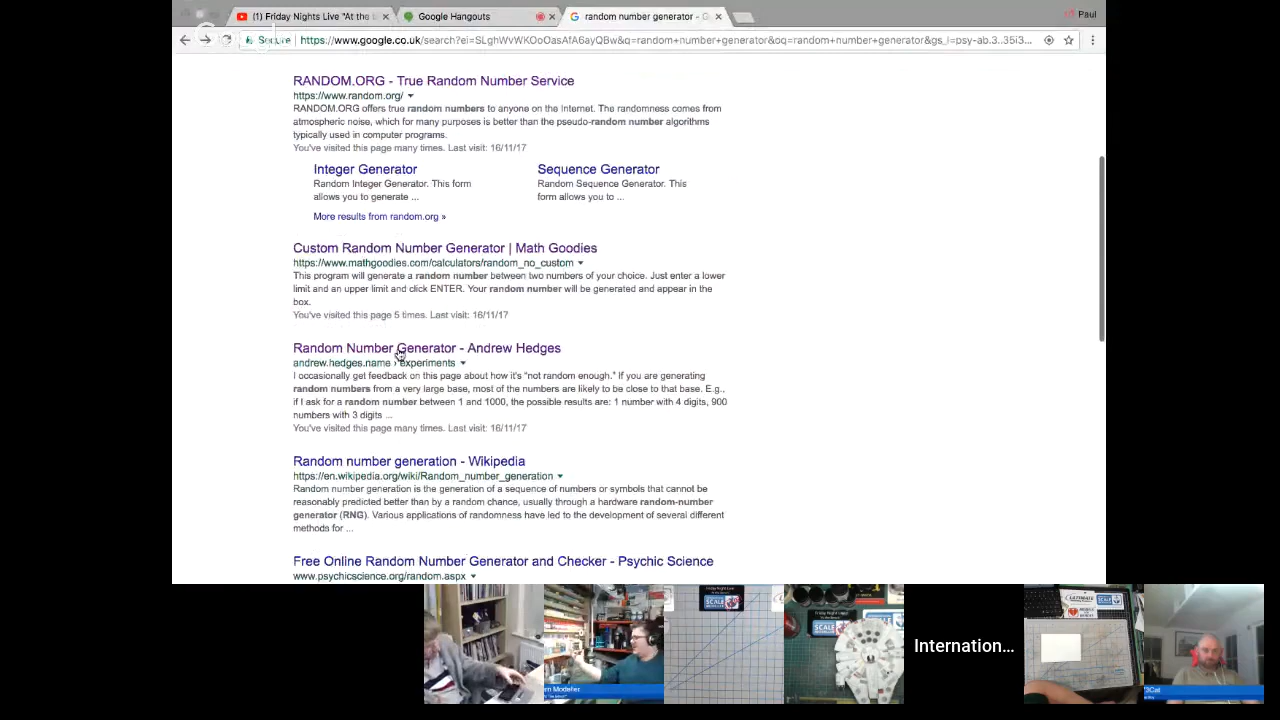 (1) Friday Nights Live "At the b
Google Hangouts
random number generator - G
Paul
Secure
https://www.google.co.uk/search?ei=SLghWvWKOoOasAfA6ayQBw&q=random+number+generator&oq=random+number+generator&gs_l=psy-ab.3..35i3...
RANDOM.ORG - True Random Number Service
https://www.random.org/
RANDOM.ORG offers true random numbers to anyone on the Internet. The randomness comes from
atmospheric noise, which for many purposes is better than the pseudo-random number algorithms
typically used in computer programs.
You've visited this page many times. Last visit: 16/11/17
Integer Generator
Random Integer Generator. This form
allows you to generate ...
Sequence Generator
Random Sequence Generator. This
form allows you to ...
More results from random.org »
Custom Random Number Generator | Math Goodies
https://www.mathgoodies.com/calculators/random_no_custom
This program will generate a random number between two numbers of your choice. Just enter a lower
limit and an upper limit and click ENTER. Your random number will be generated and appear in the
box.
You've visited this page 5 times. Last visit: 16/11/17
Random Number Generator - Andrew Hedges
andrew.hedges.name › experiments
I occasionally get feedback on this page about how it's "not random enough." If you are generating
random numbers from a very large base, most of the numbers are likely to be close to that base. E.g.,
if I ask for a random number between 1 and 1000, the possible results are: 1 number with 4 digits, 900
numbers with 3 digits ...
You've visited this page many times. Last visit: 16/11/17
Random number generation - Wikipedia
https://en.wikipedia.org/wiki/Random_number_generation
Random number generation is the generation of a sequence of numbers or symbols that cannot be
reasonably predicted better than by a random chance, usually through a hardware random-number
generator (RNG). Various applications of randomness have led to the development of several different
methods for ...
Free Online Random Number Generator and Checker - Psychic Science
www.psychicscience.org/random.aspx
Internation...
SCALE
SCALE
ULTIMATE